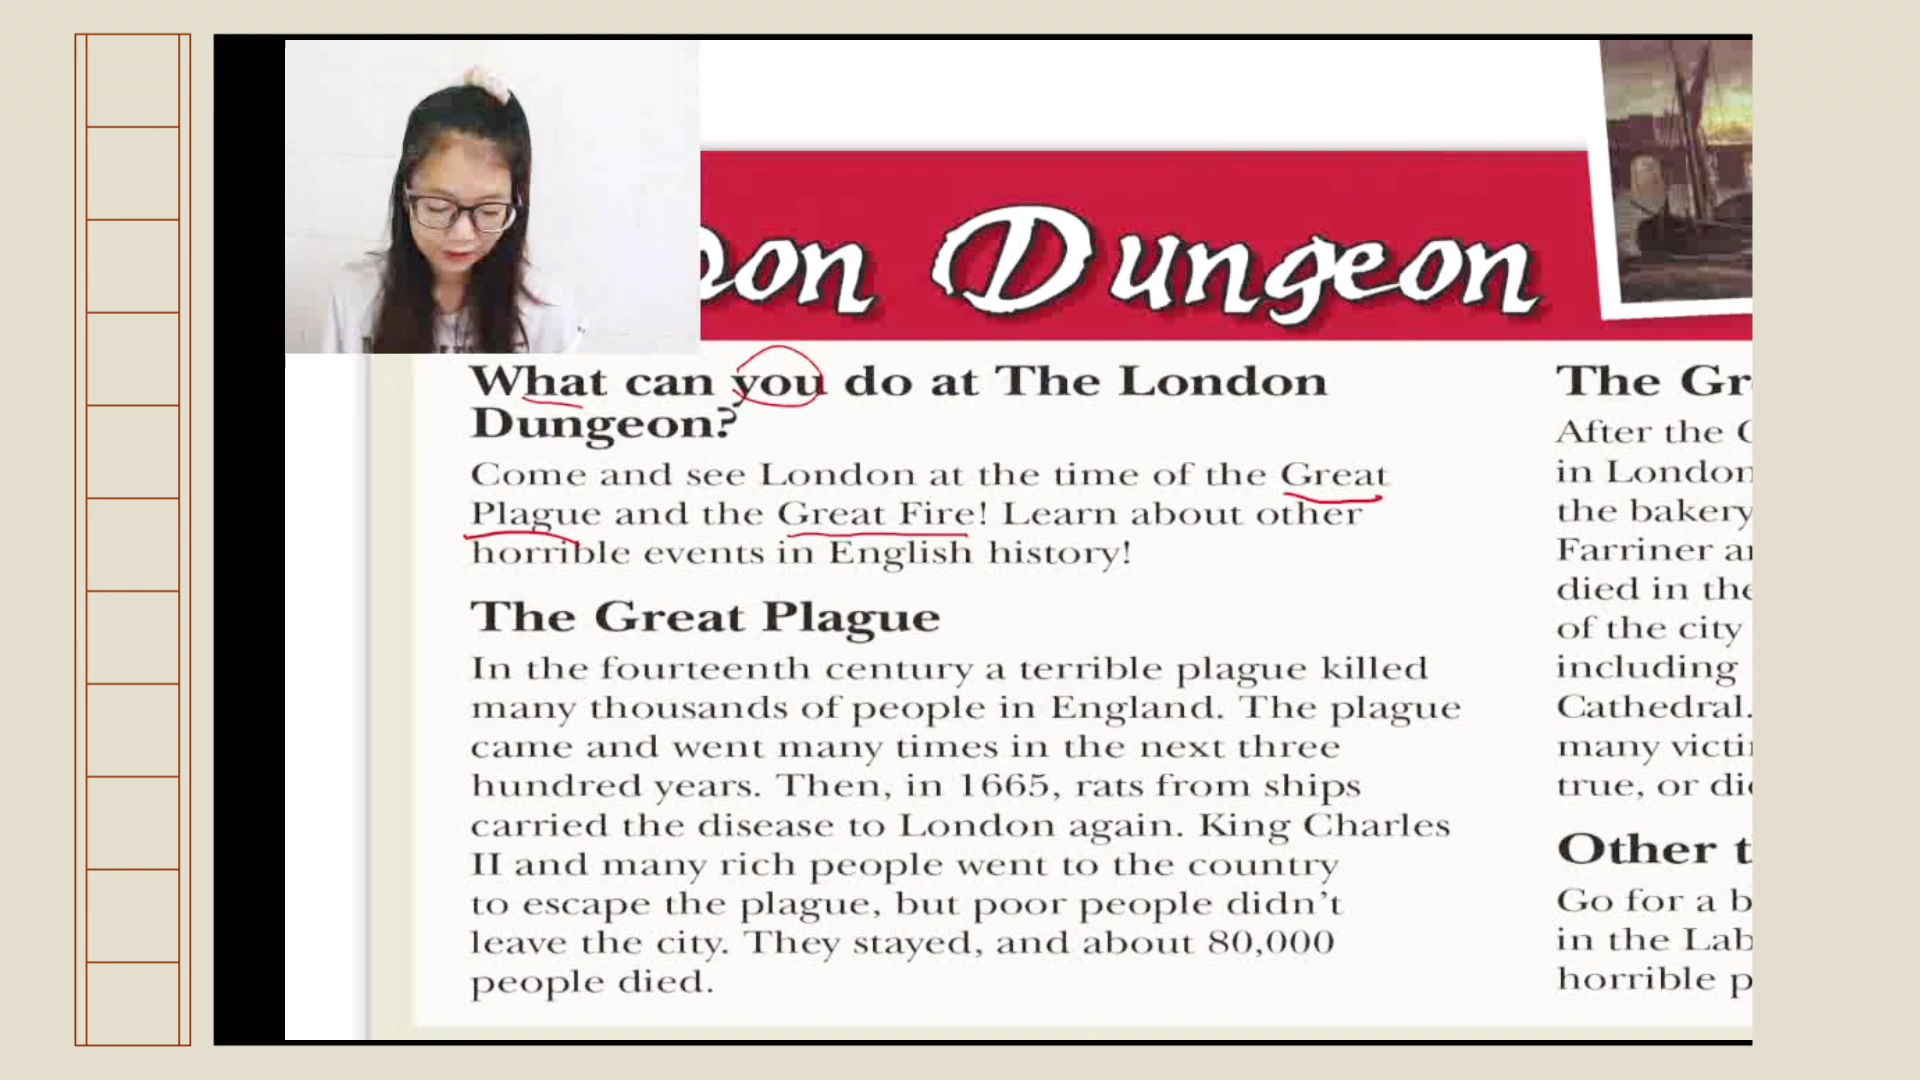 on Dungeon
What can you do at The London
Dungeon?
Come and see London at the time of the Great
Plague and the Great Fire! Learn about other
horrible events in English history!
The Great Plague
In the fourteenth century a terrible plague killed
many thousands of people in England. The plague
came and went many times in the next three
hundred years. Then, in 1665, rats from ships
carried the disease to London again. King Charles
II and many rich people went to the country
to escape the plague, but poor people didn't
leave the city. They stayed, and about 80,000
people died.
The Gr
After the
in London
the bakery
Farriner
died in the
of the city
including
Cathedral.
many
true, or
Other
Go for a b
in the Lab
horrible p